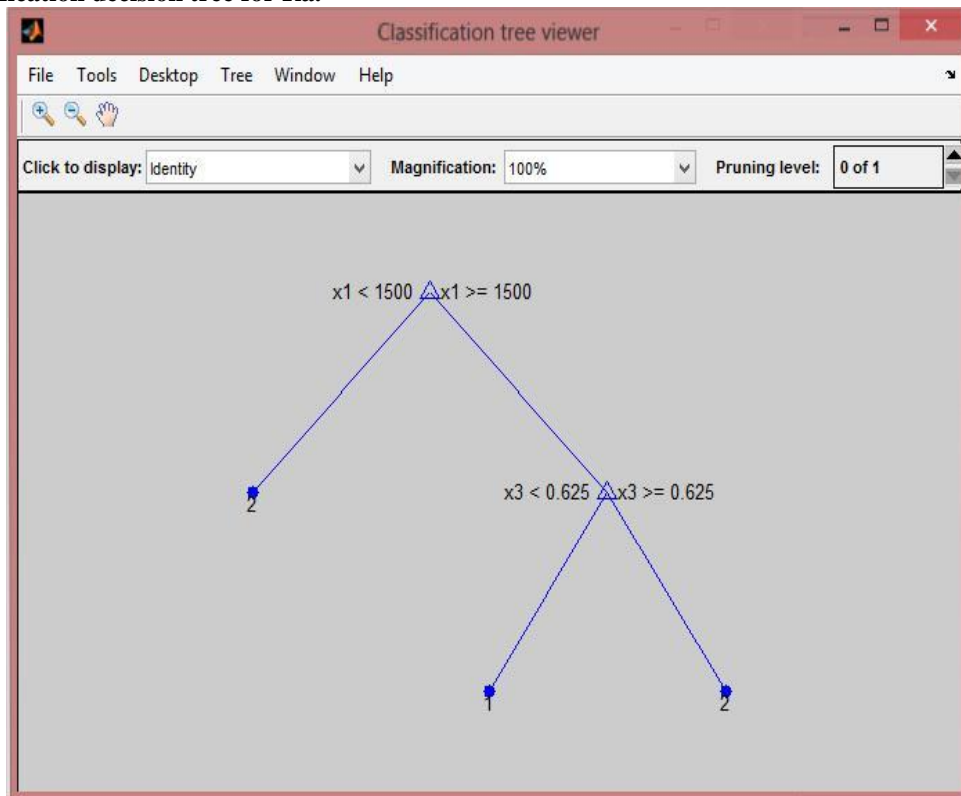 Classification tree viewer
File Tools Desktop Tree Window Help
Click to display: Identity Magnification: 100% Pruning level: 0 of 1
x1 < 1500 x1 >= 1500
2
x3 < 0.625 x3 >= 0.625
1
2